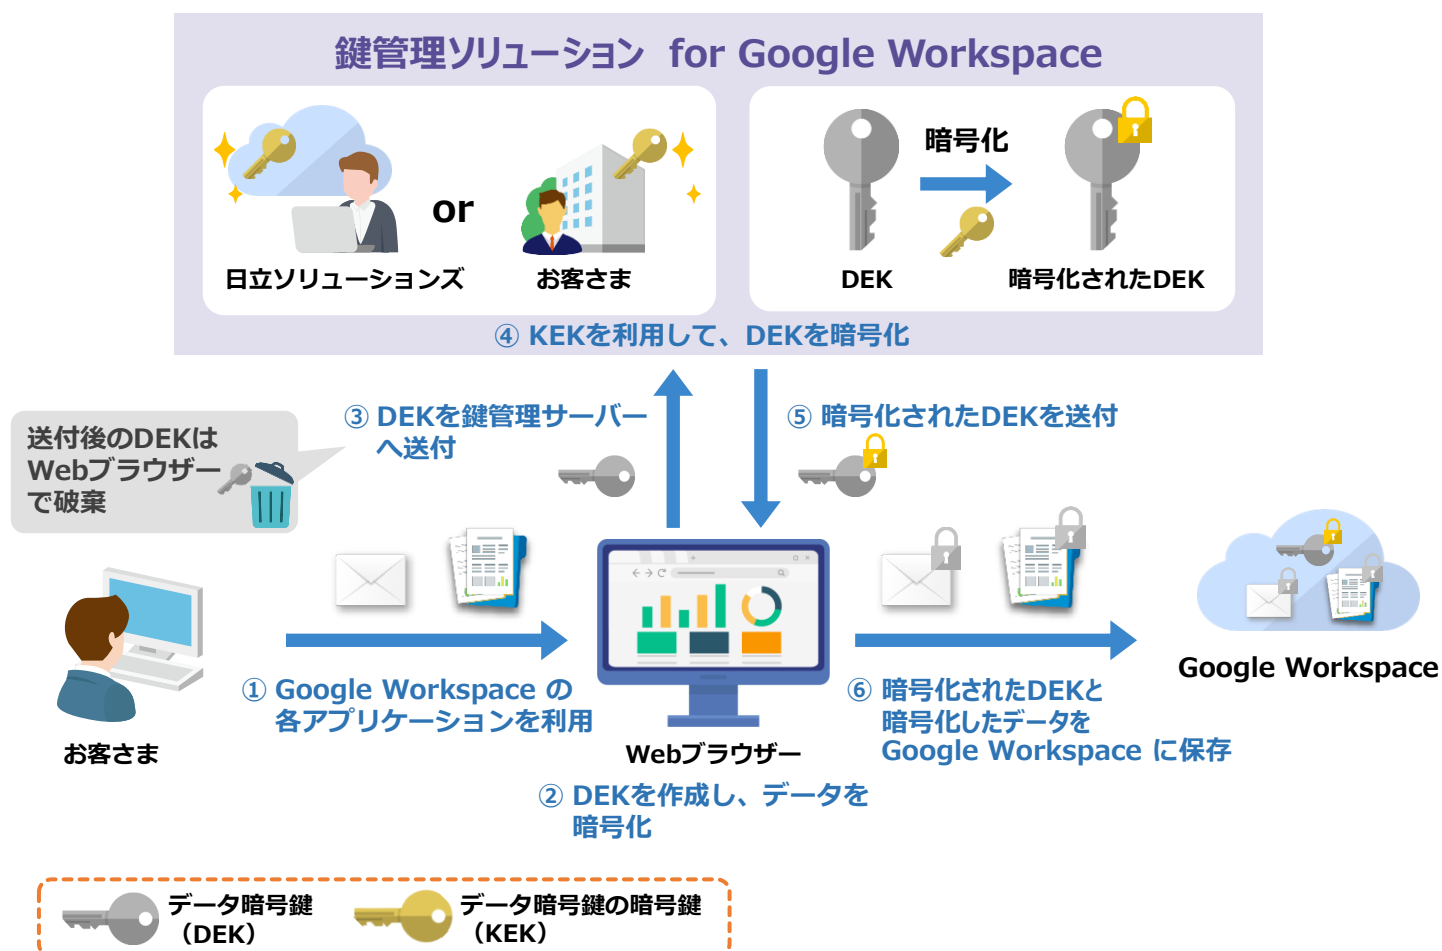 鍵管理ソリューション for Google Workspace
or
日立ソリューションズ
お客さま
暗号化
DEK
暗号化されたDEK
④ KEKを利用して、DEKを暗号化
③ DEKを鍵管理サーバー
へ送付
⑤ 暗号化されたDEKを送付
送付後のDEKは
Webブラウザー
で破棄
① Google Workspace の
各アプリケーションを利用
お客さま
Webブラウザー
② DEKを作成し、データを
暗号化
⑥ 暗号化されたDEKと
暗号化したデータを
Google Workspace に保存
Google Workspace
データ暗号鍵
（DEK）
データ暗号鍵の暗号鍵
（KEK）